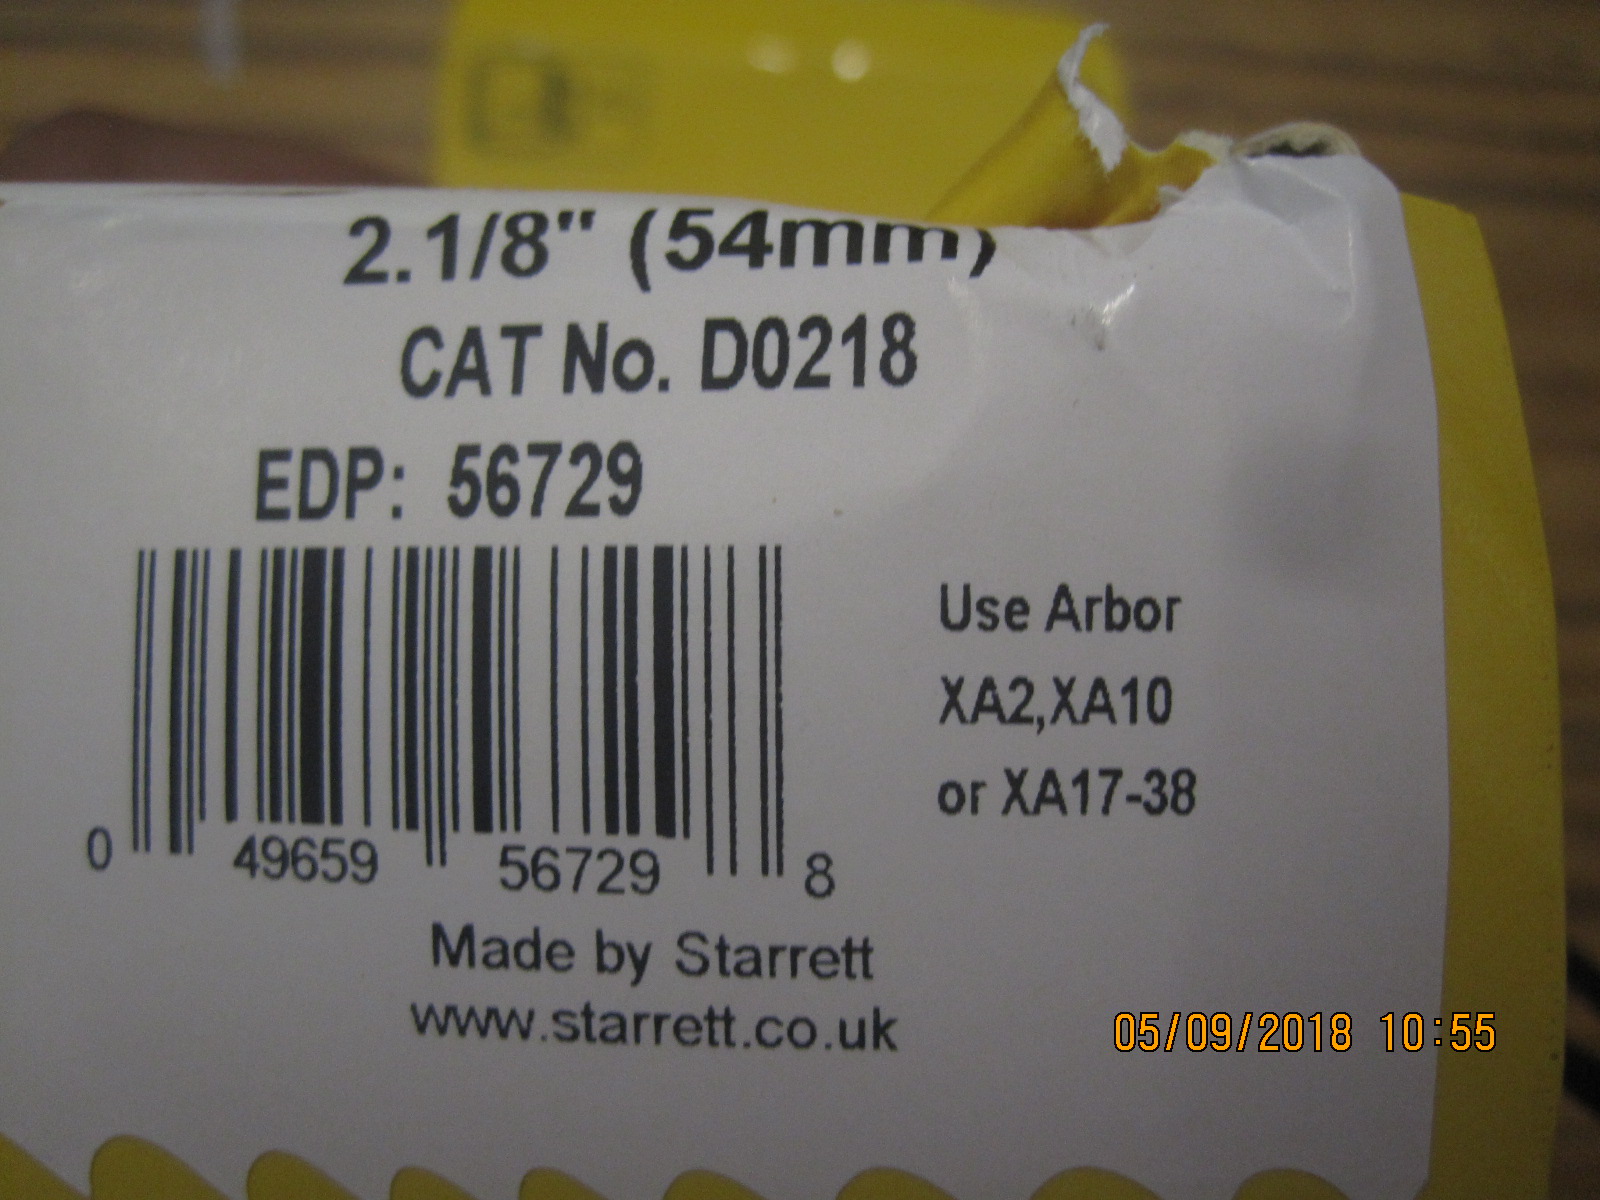 2.1/8" (54mm)
CAT No. D0218
EDP: 56729
Use Arbor
XA2,XA10
or XA17-38
0 49659 56729 8
Made by Starrett
www.starrett.co.uk
05/09/2018 10:55